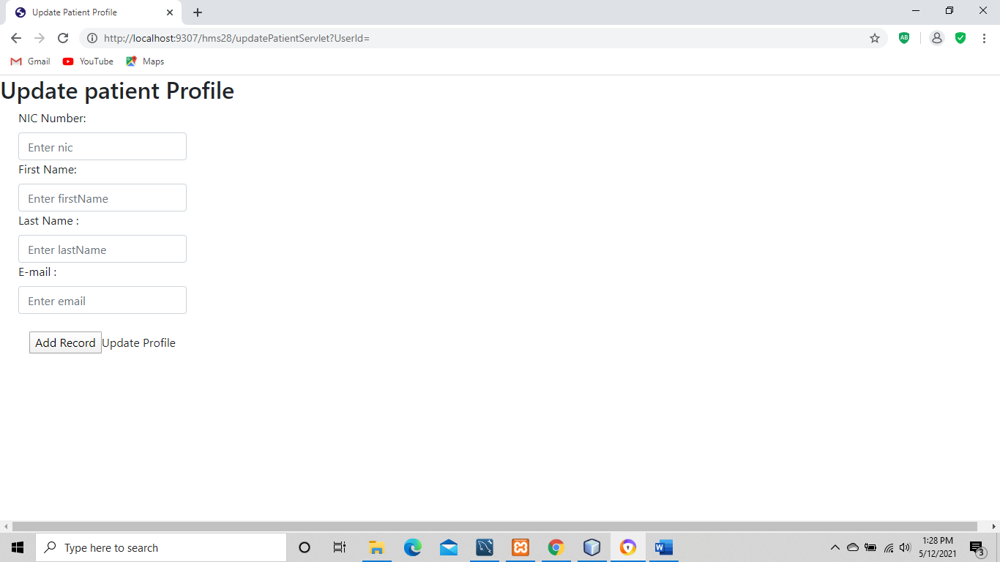 Update Patient Profile
http://localhost:9307/hms28/updatePatientServlet?UserId=
AB
Gmail YouTube Maps
Update patient Profile
NIC Number:
Enter nic
First Name:
Enter firstName
Last Name :
Enter lastName
E-mail :
Enter email
Add Record Update Profile
Type here to search
1:28 PM
5/12/2021
3